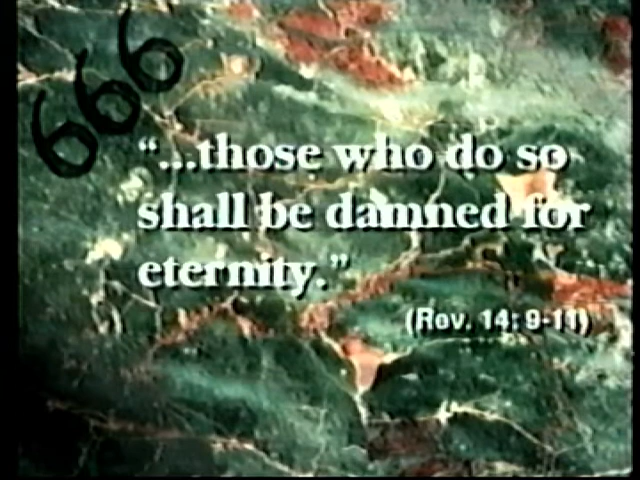 666
“...those who do so
shall be damned for
eternity.”
(Rev. 14: 9-11)